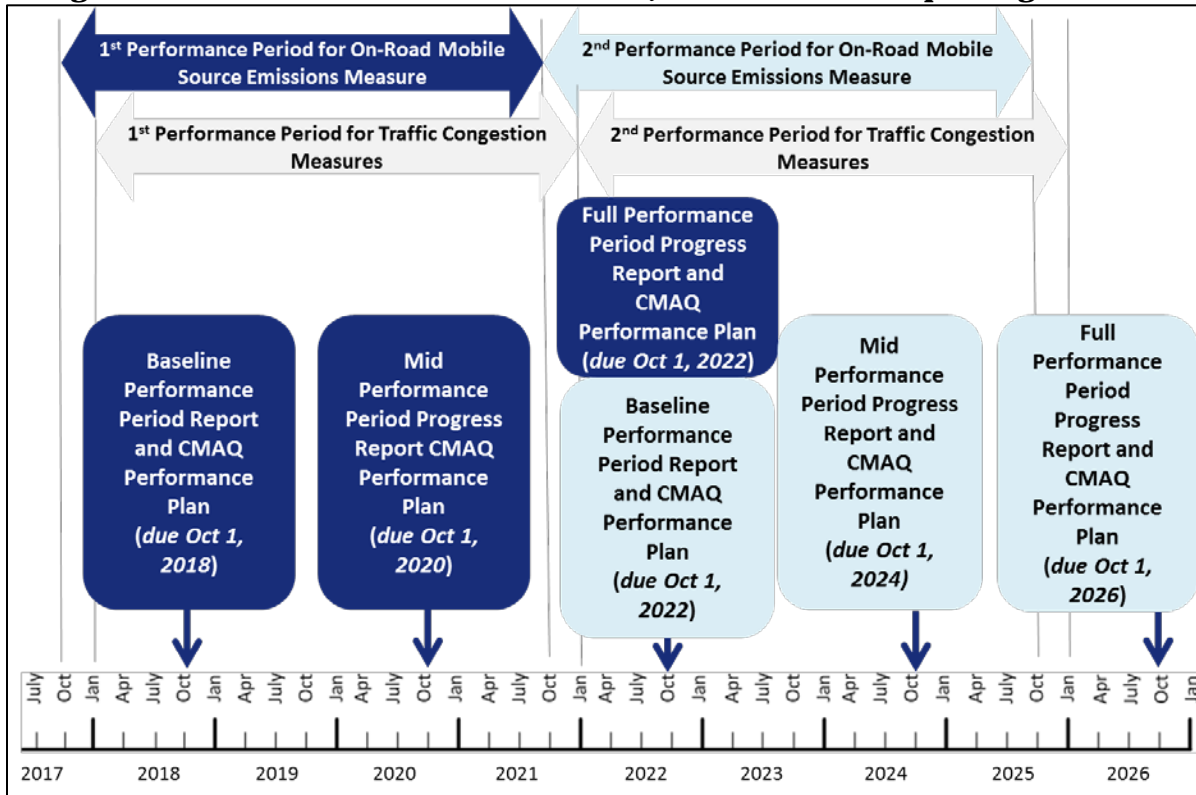 1st Performance Period for On-Road Mobile
Source Emissions Measure
2nd Performance Period for On-Road Mobile
Source Emissions Measure
1st Performance Period for Traffic Congestion
Measures
2nd Performance Period for Traffic Congestion
Measures
Full Performance
Period Progress
Report and
CMAQ
Performance Plan
(due Oct 1, 2022)
Baseline
Performance
Period Report
and CMAQ
Performance
Plan
(due Oct 1,
2018)
Mid
Performance
Period Progress
Report CMAQ
Performance
Plan
(due Oct 1,
2020)
Baseline
Performance
Period Report
and CMAQ
Performance
Plan
(due Oct 1,
2022)
Mid
Performance
Period Progress
Report and
CMAQ
Performance
Plan
(due Oct 1,
2024)
Full
Performance
Period
Progress
Report and
CMAQ
Performance
Plan
(due Oct 1,
2026)
July Oct Jan Apr July Oct Jan Apr July Oct Jan Apr July Oct Jan Apr July Oct Jan Apr July Oct Jan Apr July Oct Jan Apr July Oct Jan Apr July Oct Jan Apr July Oct Jan
2017 2018 2019 2020 2021 2022 2023 2024 2025 2026